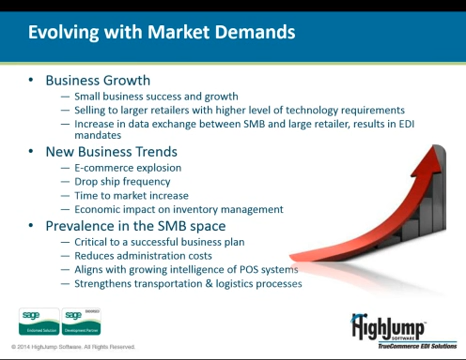 Evolving with Market Demands
• Business Growth
— Small business success and growth
— Selling to larger retailers with higher level of technology requirements
— Increase in data exchange between SMB and large retailer, results in EDI
mandates
• New Business Trends
— E-commerce explosion
— Drop ship frequency
— Time to market increase
— Economic impact on inventory management
• Prevalence in the SMB space
— Critical to a successful business plan
— Reduces administration costs
— Aligns with growing intelligence of POS systems
— Strengthens transportation & logistics processes
sage
Endorsed Solution
sage
Development Partner
HighJump
SOFTWARE
TrueCommerce EDI Solutions
© 2014 HighJump Software. All Rights Reserved.